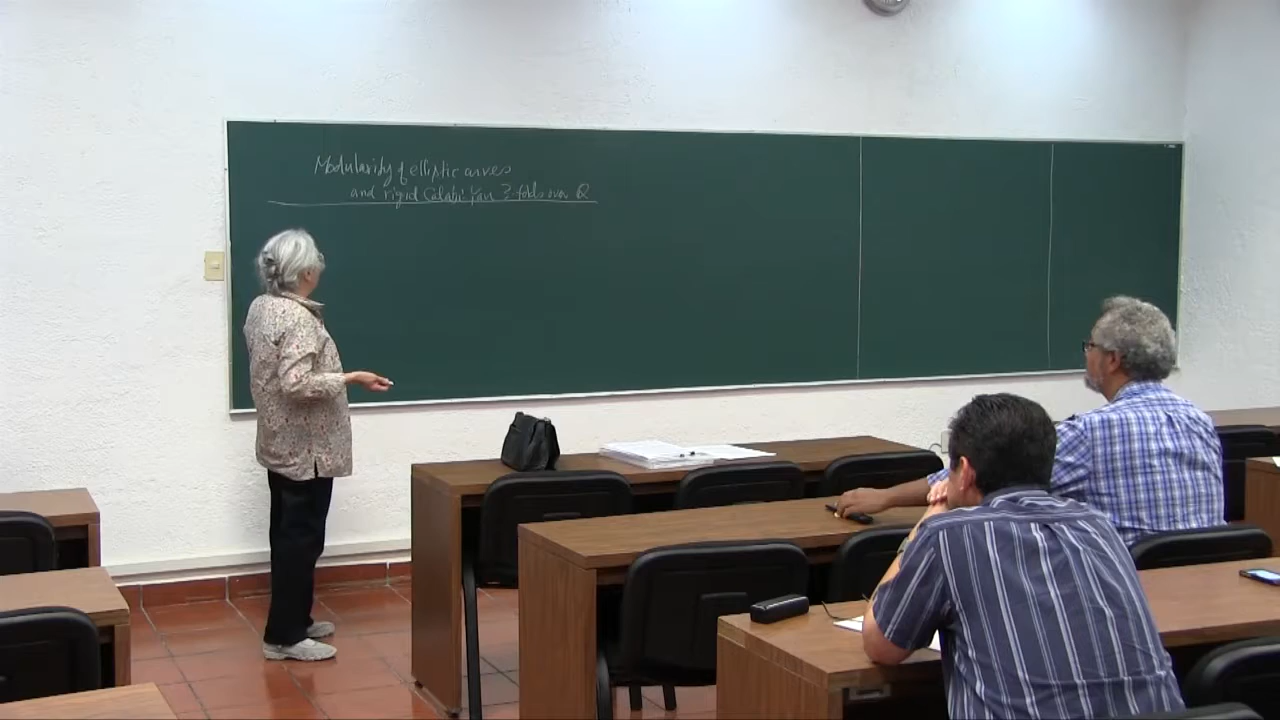 Modularity of elliptic curves
and rigid Calabi Yau 3-folds over Q